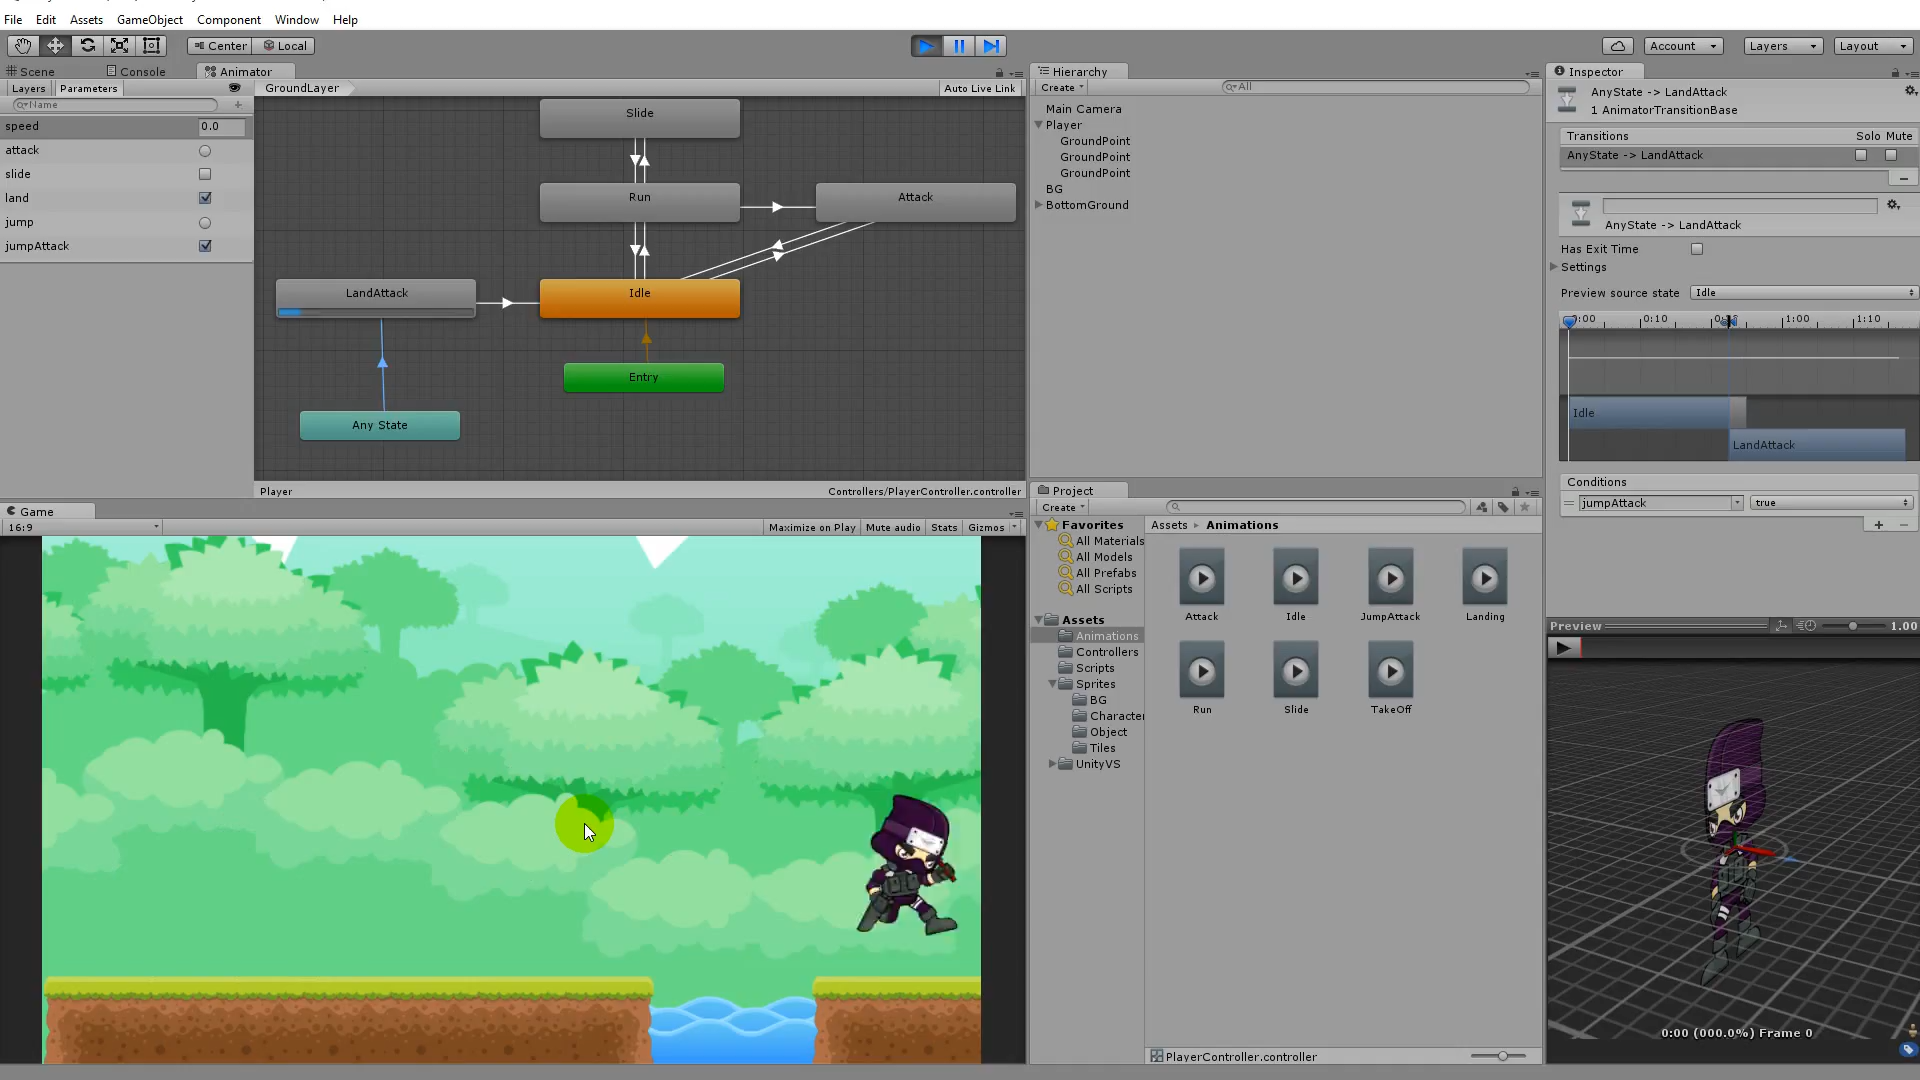 File Edit Assets GameObject Component Window Help
Center Local
Account Layers Layout
Scene Console Animator
Layers Parameters
Name
speed 0.0
attack
slide
land
jump
jumpAttack
GroundLayer Auto Live Link
Slide
Run
Attack
LandAttack
Idle
Entry
Any State
Player Controllers/PlayerController.controller
Game
16:9 Maximize on Play Mute audio Stats Gizmos
Hierarchy
Create All
Main Camera
Player
GroundPoint
GroundPoint
GroundPoint
BG
BottomGround
Project
Create
Favorites
All Materials
All Models
All Prefabs
All Scripts
Assets
Animations
Controllers
Scripts
Sprites
BG
Character
Object
Tiles
UnityVS
Assets Animations
Attack Idle JumpAttack Landing
Run Slide TakeOff
PlayerController.controller
Inspector
AnyState -> LandAttack
1 AnimatorTransitionBase
Transitions Solo Mute
AnyState -> LandAttack
AnyState -> LandAttack
Has Exit Time
Settings
Preview source state Idle
0:10 1:00 1:10
Idle
LandAttack
Conditions
jumpAttack true
Preview 1.00
0:00 (000.0%) Frame 0